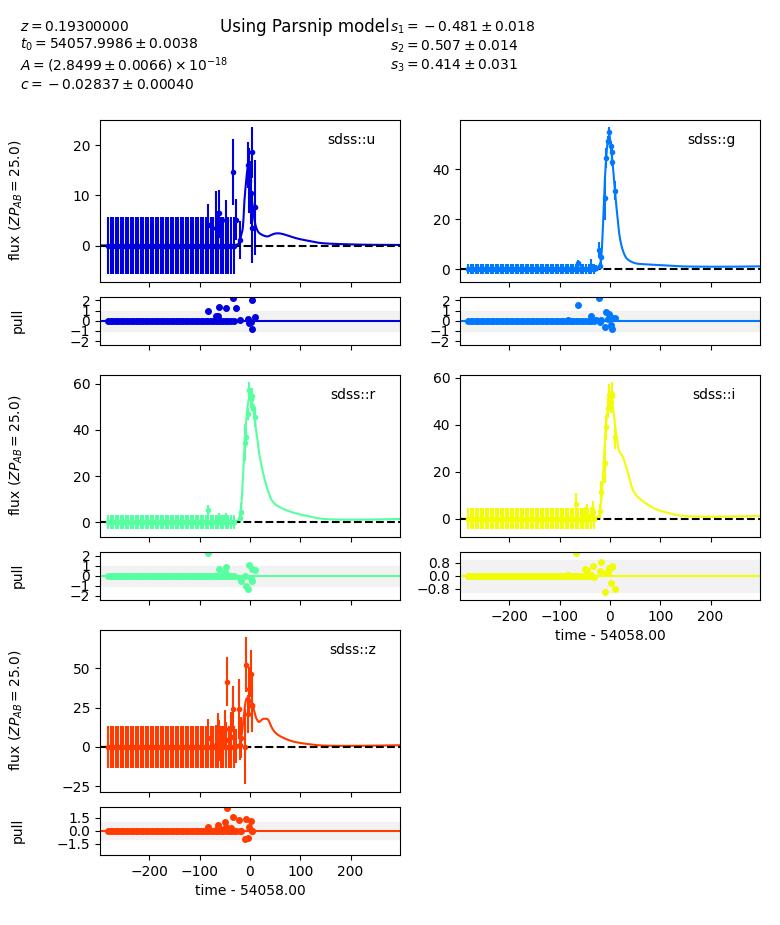 Using Parsnip model
z = 0.19300000
t₀ = 54057.9986 ± 0.0038
A = (2.8499 ± 0.0066) × 10⁻¹⁸
c = −0.02837 ± 0.00040
s₁ = −0.481 ± 0.018
s₂ = 0.507 ± 0.014
s₃ = 0.414 ± 0.031
flux (ZP_AB = 25.0)
20
10
0
sdss::u
40
20
0
sdss::g
pull
2
1
0
−1
−2
2
1
0
−1
−2
flux (ZP_AB = 25.0)
60
40
20
0
sdss::r
60
40
20
0
sdss::i
pull
2
1
0
−1
−2
0.8
0.0
−0.8
−200 −100 0 100 200
time - 54058.00
flux (ZP_AB = 25.0)
50
25
0
−25
sdss::z
pull
1.5
0.0
−1.5
−200 −100 0 100 200
time - 54058.00